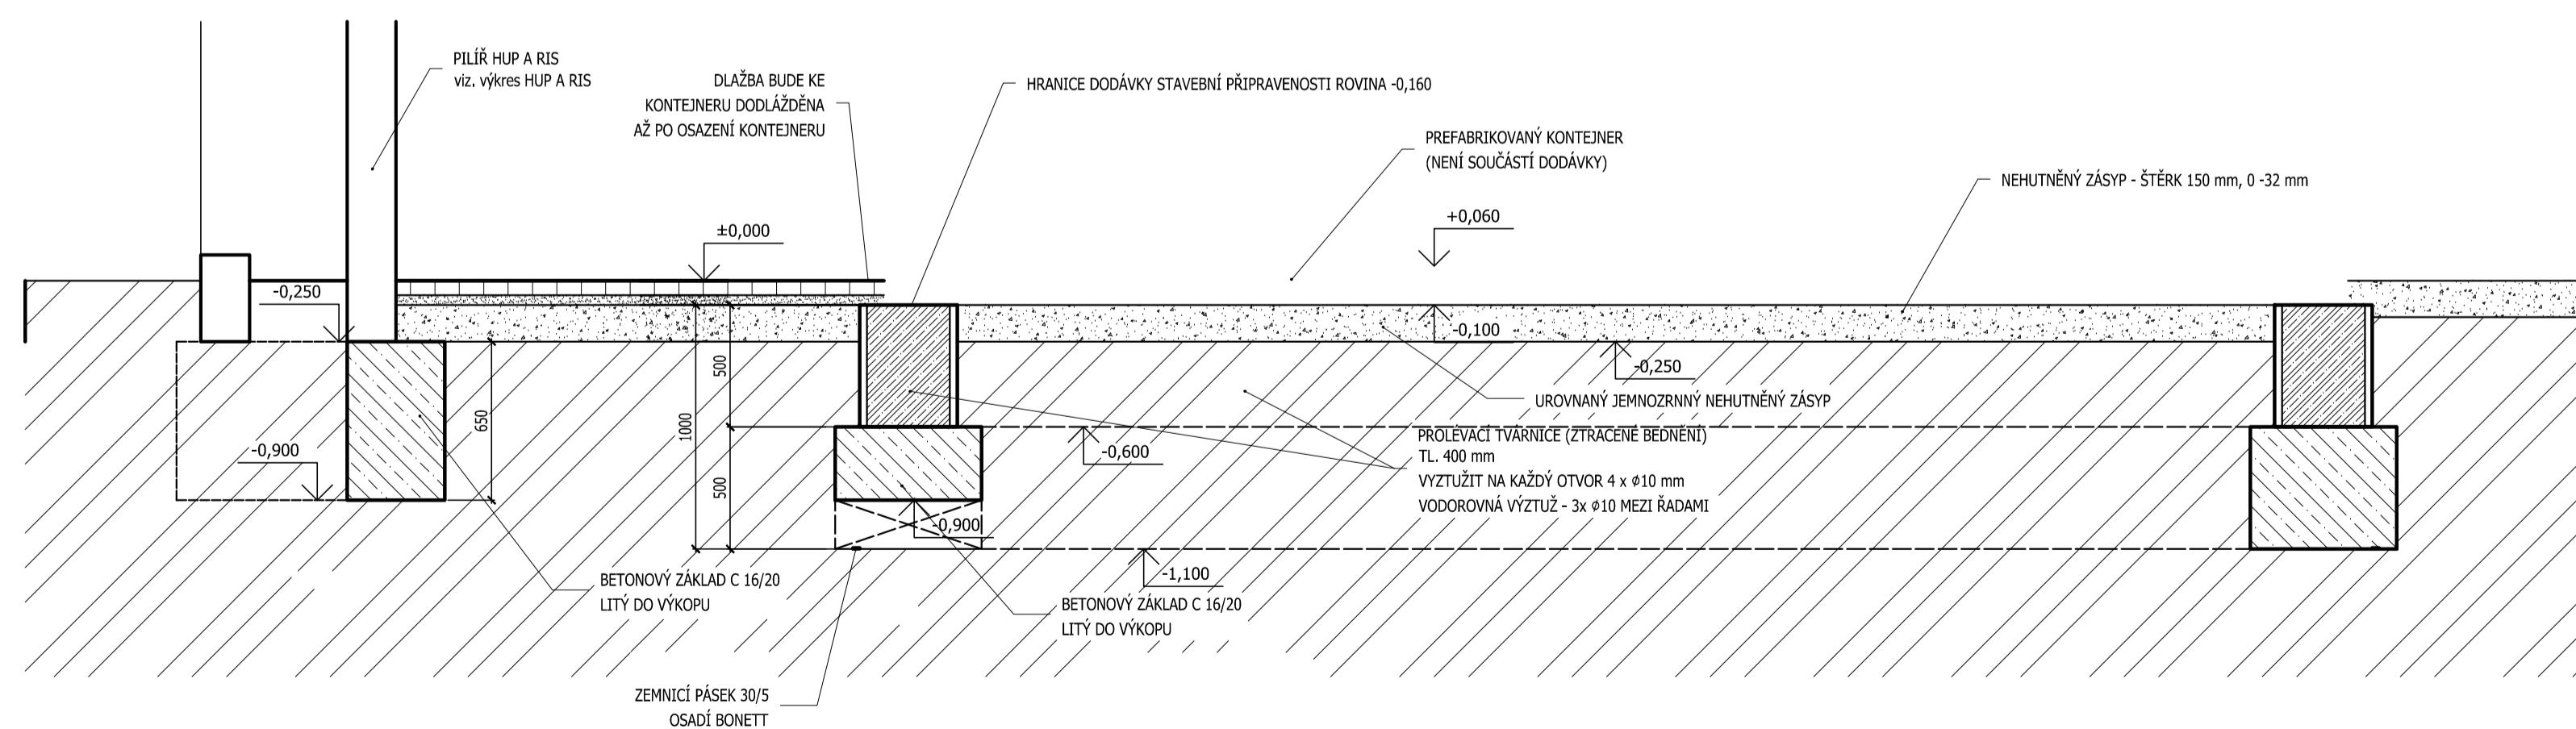 PILÍŘ HUP A RIS
viz. výkres HUP A RIS
DLAŽBA BUDE KE
KONTEJNERU DODLÁŽDĚNA
AŽ PO OSAZENÍ KONTEJNERU
HRANICE DODÁVKY STAVEBNÍ PŘIPRAVENOSTI ROVINA -0,160
PREFABRIKOVANÝ KONTEJNER
(NENÍ SOUČÁSTÍ DODÁVKY)
NEHUTNĚNÝ ZÁSYP - ŠTĚRK 150 mm, 0 -32 mm
±0,000
+0,060
-0,250
-0,100
-0,250
500
650
1000
500
UROVNANÝ JEMNOZRNNÝ NEHUTNĚNÝ ZÁSYP
PROLÉVACÍ TVÁRNICE (ZTRACENÉ BEDNĚNÍ)
TL. 400 mm
VYZTUŽIT NA KAŽDÝ OTVOR 4 x φ10 mm
VODOROVNÁ VÝZTUŽ - 3x φ10 MEZI ŘADAMI
-0,900
-0,600
-0,900
-1,100
BETONOVÝ ZÁKLAD C 16/20
LITÝ DO VÝKOPU
BETONOVÝ ZÁKLAD C 16/20
LITÝ DO VÝKOPU
ZEMNICÍ PÁSEK 30/5
OSADÍ BONETT